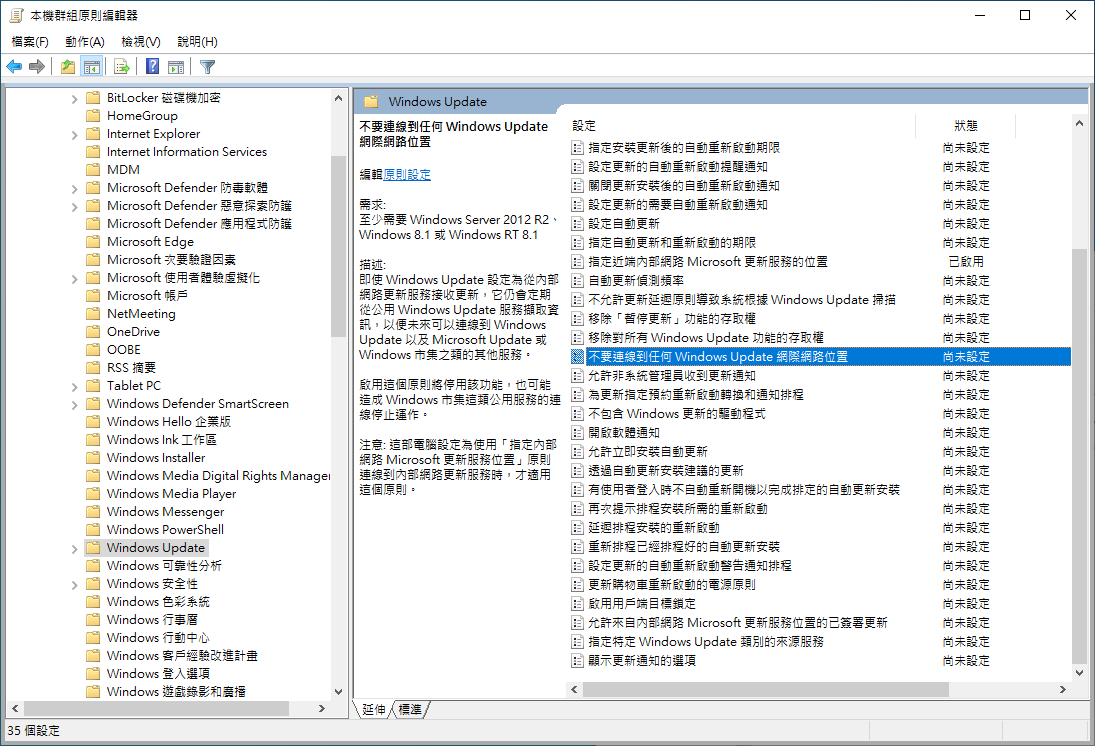 本機群組原則編輯器
檔案(F) 動作(A) 檢視(V) 說明(H)
BitLocker 磁碟機加密
HomeGroup
Internet Explorer
Internet Information Services
MDM
Microsoft Defender 防毒軟體
Microsoft Defender 惡意探索防護
Microsoft Defender 應用程式防護
Microsoft Edge
Microsoft 次要驗證因素
Microsoft 使用者體驗虛擬化
Microsoft 帳戶
NetMeeting
OneDrive
OOBE
RSS 摘要
Tablet PC
Windows Defender SmartScreen
Windows Hello 企業版
Windows Ink 工作區
Windows Installer
Windows Media Digital Rights Manager
Windows Media Player
Windows Messenger
Windows PowerShell
Windows Update
Windows 可靠性分析
Windows 安全性
Windows 色彩系統
Windows 行事曆
Windows 行動中心
Windows 客戶經驗改進計畫
Windows 登入選項
Windows 遊戲錄影和廣播
Windows Update
不要連線到任何 Windows Update
網際網路位置
編輯原則設定
需求:
至少需要 Windows Server 2012 R2、
Windows 8.1 或 Windows RT 8.1
描述:
即使 Windows Update 設定為從內部
網路更新服務接收更新，它仍會定期
從公用 Windows Update 服務擷取資
訊，以便未來可以連線到 Windows
Update 以及 Microsoft Update 或
Windows 市集之類的其他服務。
啟用這個原則將停用該功能，也可能
造成 Windows 市集這類公用服務的連
線停止運作。
注意: 這部電腦設定為使用「指定內部
網路 Microsoft 更新服務位置」原則
連線到內部網路更新服務時，才適用
這個原則。
設定 狀態
指定安裝更新後的自動重新啟動期限 尚未設定
設定更新的自動重新啟動提醒通知 尚未設定
關閉更新安裝後的自動重新啟動通知 尚未設定
設定更新的需要自動重新啟動通知 尚未設定
設定自動更新 尚未設定
指定自動更新和重新啟動的期限 尚未設定
指定近端內部網路 Microsoft 更新服務的位置 已啟用
自動更新偵測頻率 尚未設定
不允許更新延遲原則導致系統根據 Windows Update 掃描 尚未設定
移除「暫停更新」功能的存取權 尚未設定
移除對所有 Windows Update 功能的存取權 尚未設定
不要連線到任何 Windows Update 網際網路位置 尚未設定
允許非系統管理員收到更新通知 尚未設定
為更新指定預約重新啟動轉換和通知排程 尚未設定
不包含 Windows 更新的驅動程式 尚未設定
開啟軟體通知 尚未設定
允許立即安裝自動更新 尚未設定
透過自動更新安裝建議的更新 尚未設定
有使用者登入時不自動重新開機以完成排定的自動更新安裝 尚未設定
再次提示排程安裝所需的重新啟動 尚未設定
延遲排程安裝的重新啟動 尚未設定
重新排程已經排程好的自動更新安裝 尚未設定
設定更新的自動重新啟動警告通知排程 尚未設定
更新購物車重新啟動的電源原則 尚未設定
啟用用戶端目標鎖定 尚未設定
允許來自內部網路 Microsoft 更新服務位置的已簽署更新 尚未設定
指定特定 Windows Update 類別的來源服務 尚未設定
顯示更新通知的選項 尚未設定
延伸 標準
35 個設定